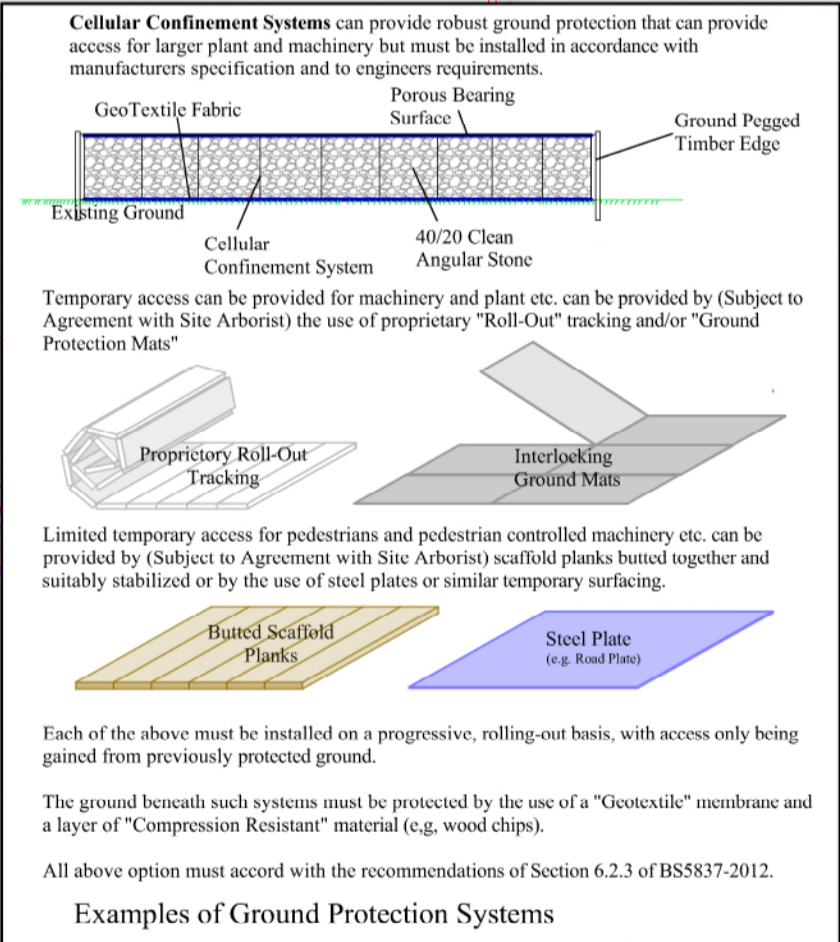 Cellular Confinement Systems can provide robust ground protection that can provide
access for larger plant and machinery but must be installed in accordance with
manufacturers specification and to engineers requirements.
GeoTextile Fabric
Porous Bearing
Surface
Ground Pegged
Timber Edge
Existing Ground
Cellular
Confinement System
40/20 Clean
Angular Stone
Temporary access can be provided for machinery and plant etc. can be provided by (Subject to
Agreement with Site Arborist) the use of proprietary "Roll-Out" tracking and/or "Ground
Protection Mats"
Proprietory Roll-Out
Tracking
Interlocking
Ground Mats
Limited temporary access for pedestrians and pedestrian controlled machinery etc. can be
provided by (Subject to Agreement with Site Arborist) scaffold planks butted together and
suitably stabilized or by the use of steel plates or similar temporary surfacing.
Butted Scaffold
Planks
Steel Plate
(e.g. Road Plate)
Each of the above must be installed on a progressive, rolling-out basis, with access only being
gained from previously protected ground.
The ground beneath such systems must be protected by the use of a "Geotextile" membrane and
a layer of "Compression Resistant" material (e,g, wood chips).
All above option must accord with the recommendations of Section 6.2.3 of BS5837-2012.
Examples of Ground Protection Systems